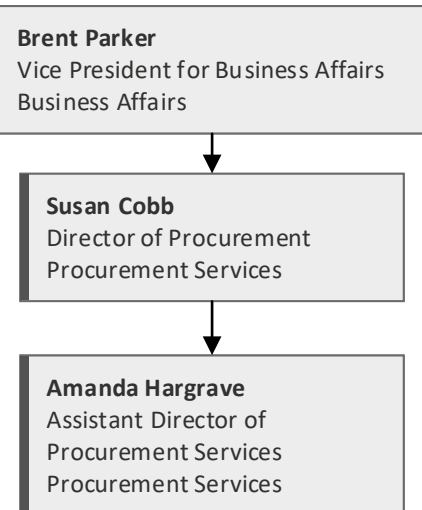 Brent Parker
Vice President for Business Affairs
Business Affairs
Susan Cobb
Director of Procurement
Procurement Services
Amanda Hargrave
Assistant Director of
Procurement Services
Procurement Services